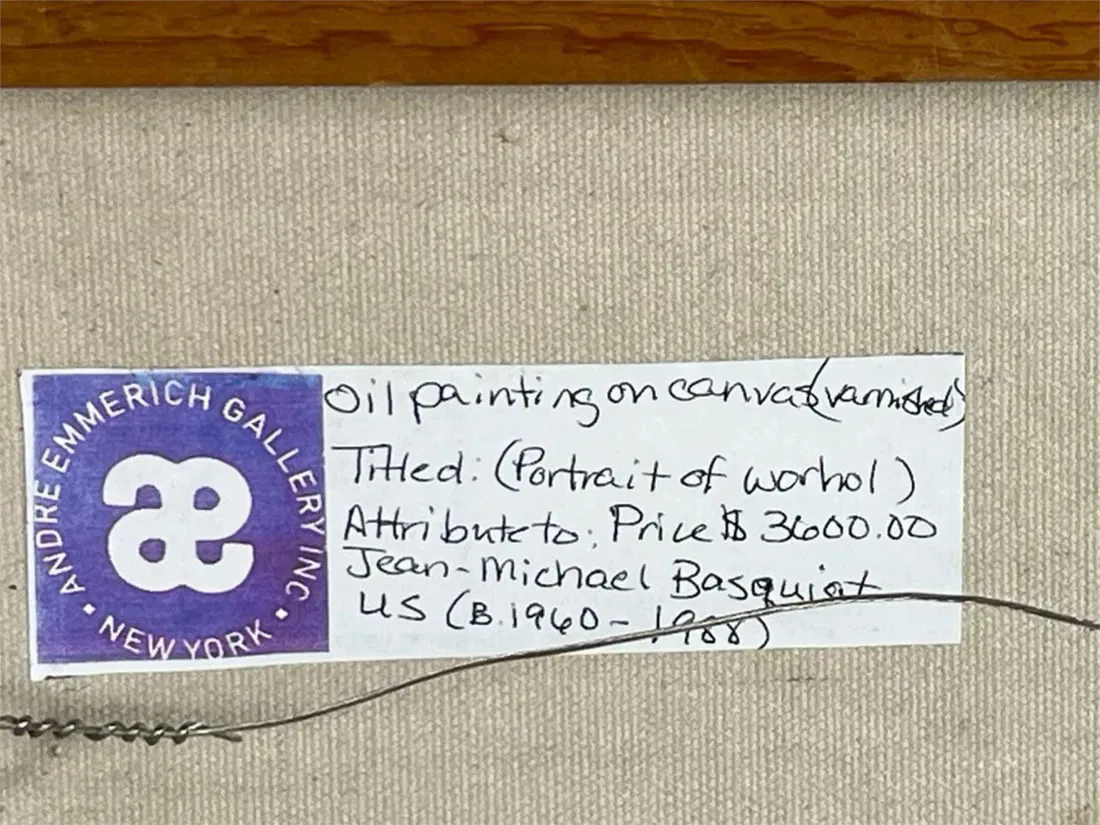 ANDRE EMMERICH GALLERY INC • NEW YORK •
æ
Oil painting on canvas (varnished)
Titled: (Portrait of worhol)
Attribute to: Price $ 3600.00
Jean-Michael Basquiat
US (B.1960-1988)